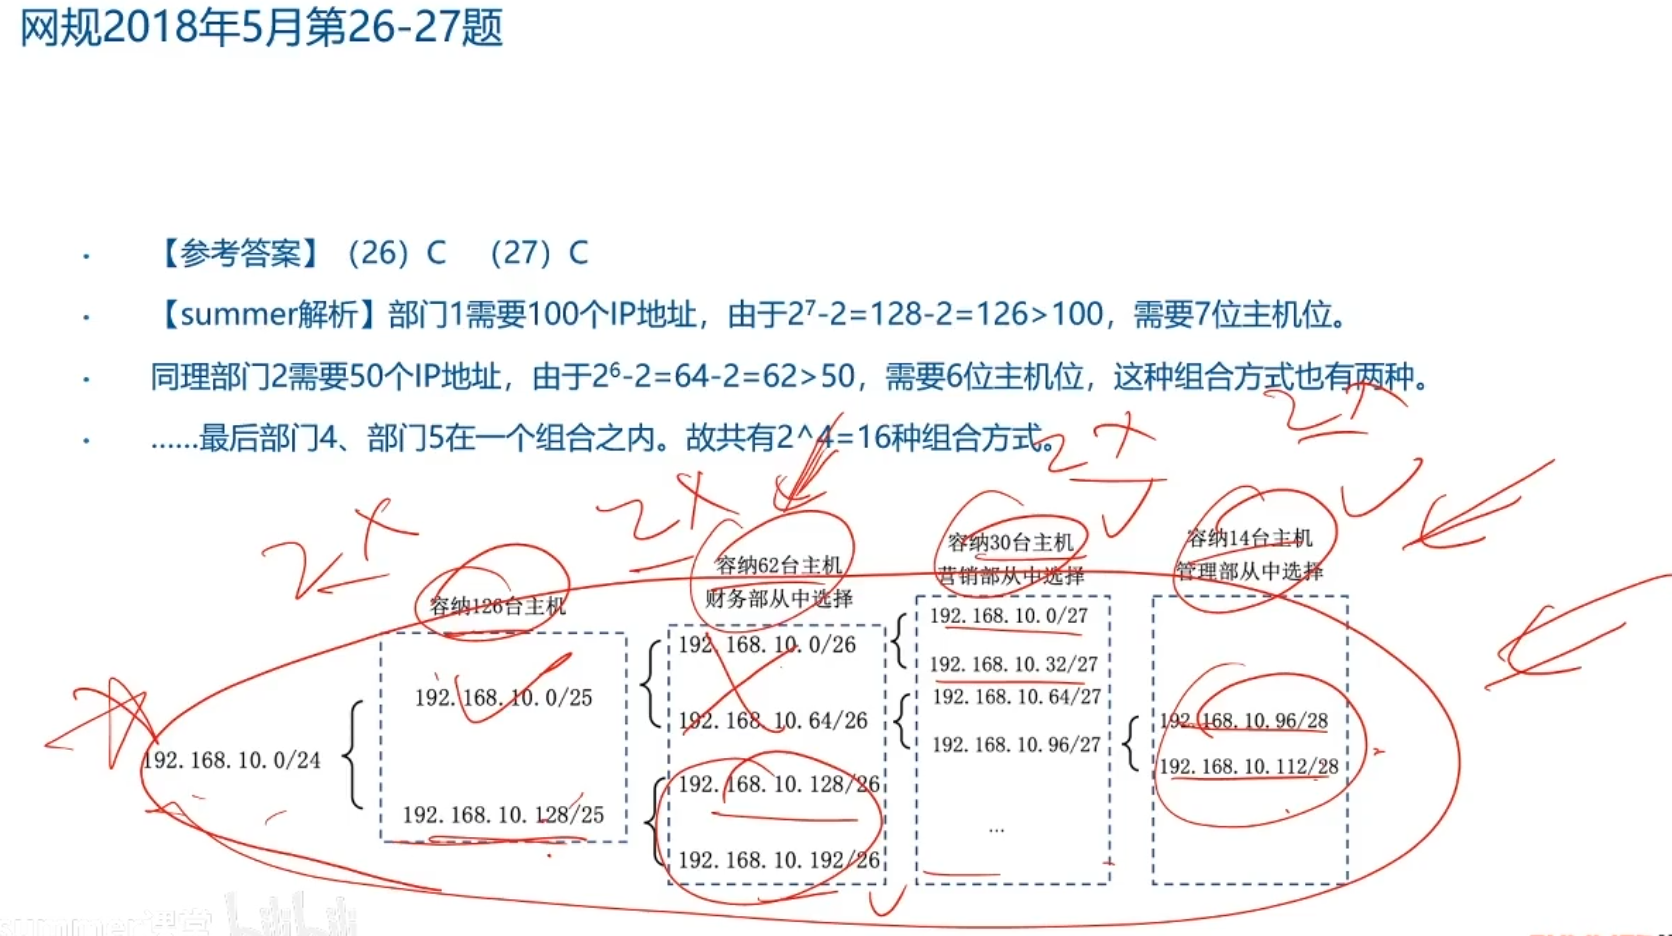 网规2018年5月第26-27题
· 【参考答案】（26）C （27）C
· 【summer解析】部门1需要100个IP地址，由于2⁷-2=128-2=126>100，需要7位主机位。
· 同理部门2需要50个IP地址，由于2⁶-2=64-2=62>50，需要6位主机位，这种组合方式也有两种。
· ......最后部门4、部门5在一个组合之内。故共有2^4=16种组合方式。
2×
2×
2×
2×
容纳126台主机
容纳62台主机
财务部从中选择
容纳30台主机
营销部从中选择
容纳14台主机
管理部从中选择
192.168.10.0/24
192.168.10.0/25
192.168.10.128/25
192.168.10.0/26
192.168.10.64/26
192.168.10.128/26
192.168.10.192/26
192.168.10.0/27
192.168.10.32/27
192.168.10.64/27
192.168.10.96/27
...
192.168.10.96/28
192.168.10.112/28
summer课堂